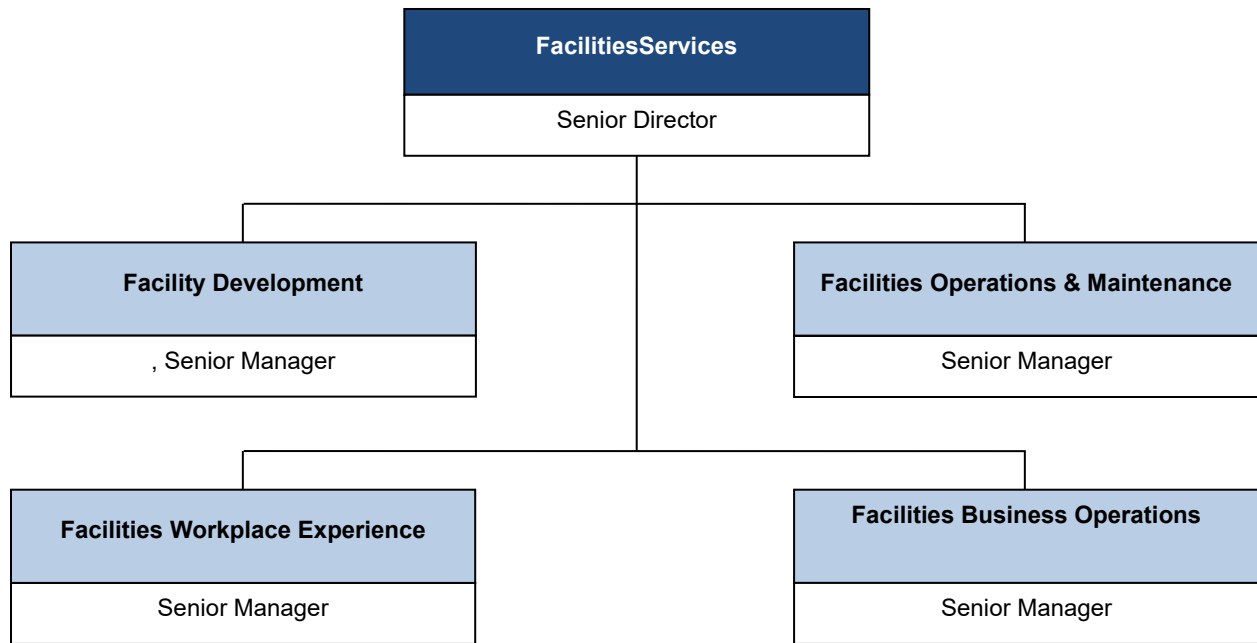 FacilitiesServices
Senior Director
Facility Development
, Senior Manager
Facilities Operations & Maintenance
Senior Manager
Facilities Workplace Experience
Senior Manager
Facilities Business Operations
Senior Manager